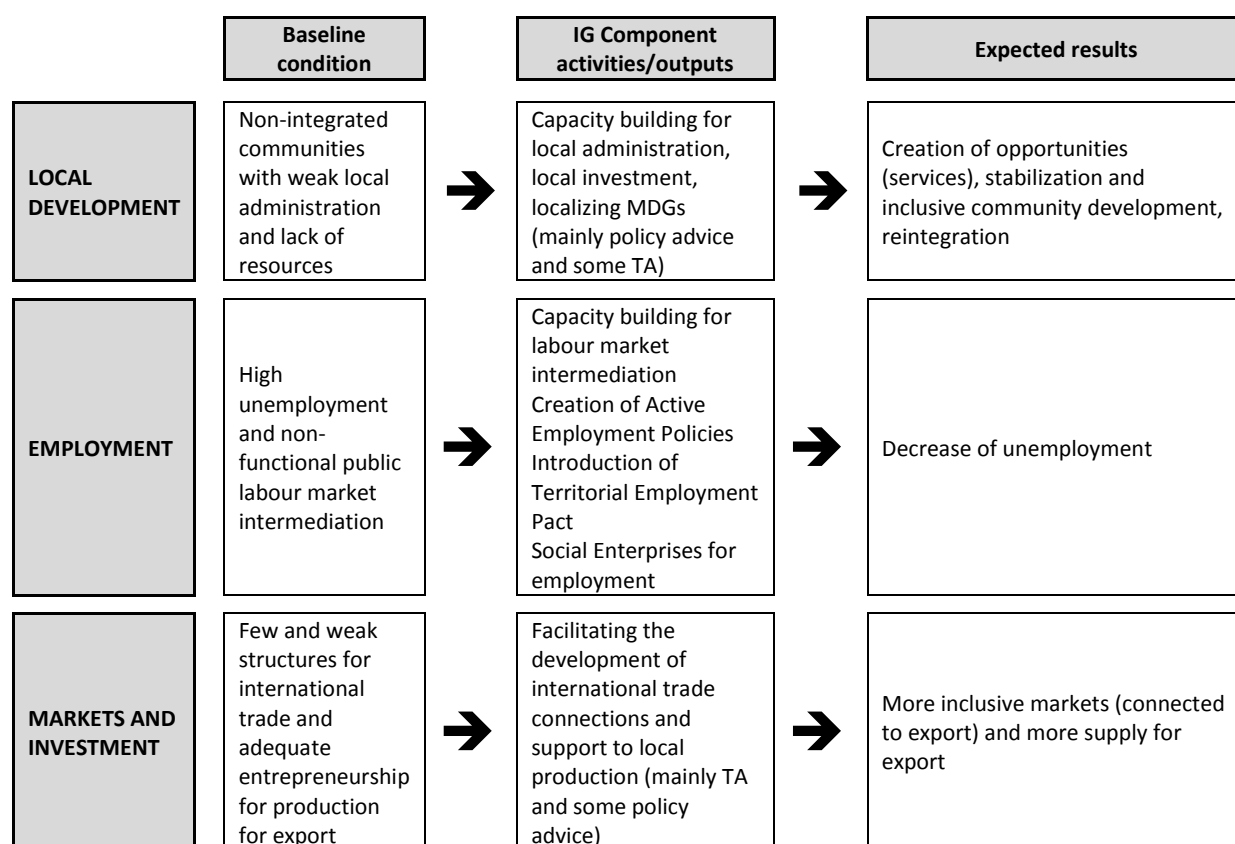 Baseline
condition
IG Component
activities/outputs
Expected results
LOCAL
DEVELOPMENT
Non-integrated
communities
with weak local
administration
and lack of
resources
Capacity building for
local administration,
local investment,
localizing MDGs
(mainly policy advice
and some TA)
Creation of opportunities
(services), stabilization and
inclusive community development,
reintegration
EMPLOYMENT
High
unemployment
and non-
functional public
labour market
intermediation
Capacity building for
labour market
intermediation
Creation of Active
Employment Policies
Introduction of
Territorial Employment
Pact
Social Enterprises for
employment
Decrease of unemployment
MARKETS AND
INVESTMENT
Few and weak
structures for
international
trade and
adequate
entrepreneurship
for production
for export
Facilitating the
development of
international trade
connections and
support to local
production (mainly TA
and some policy
advice)
More inclusive markets (connected
to export) and more supply for
export